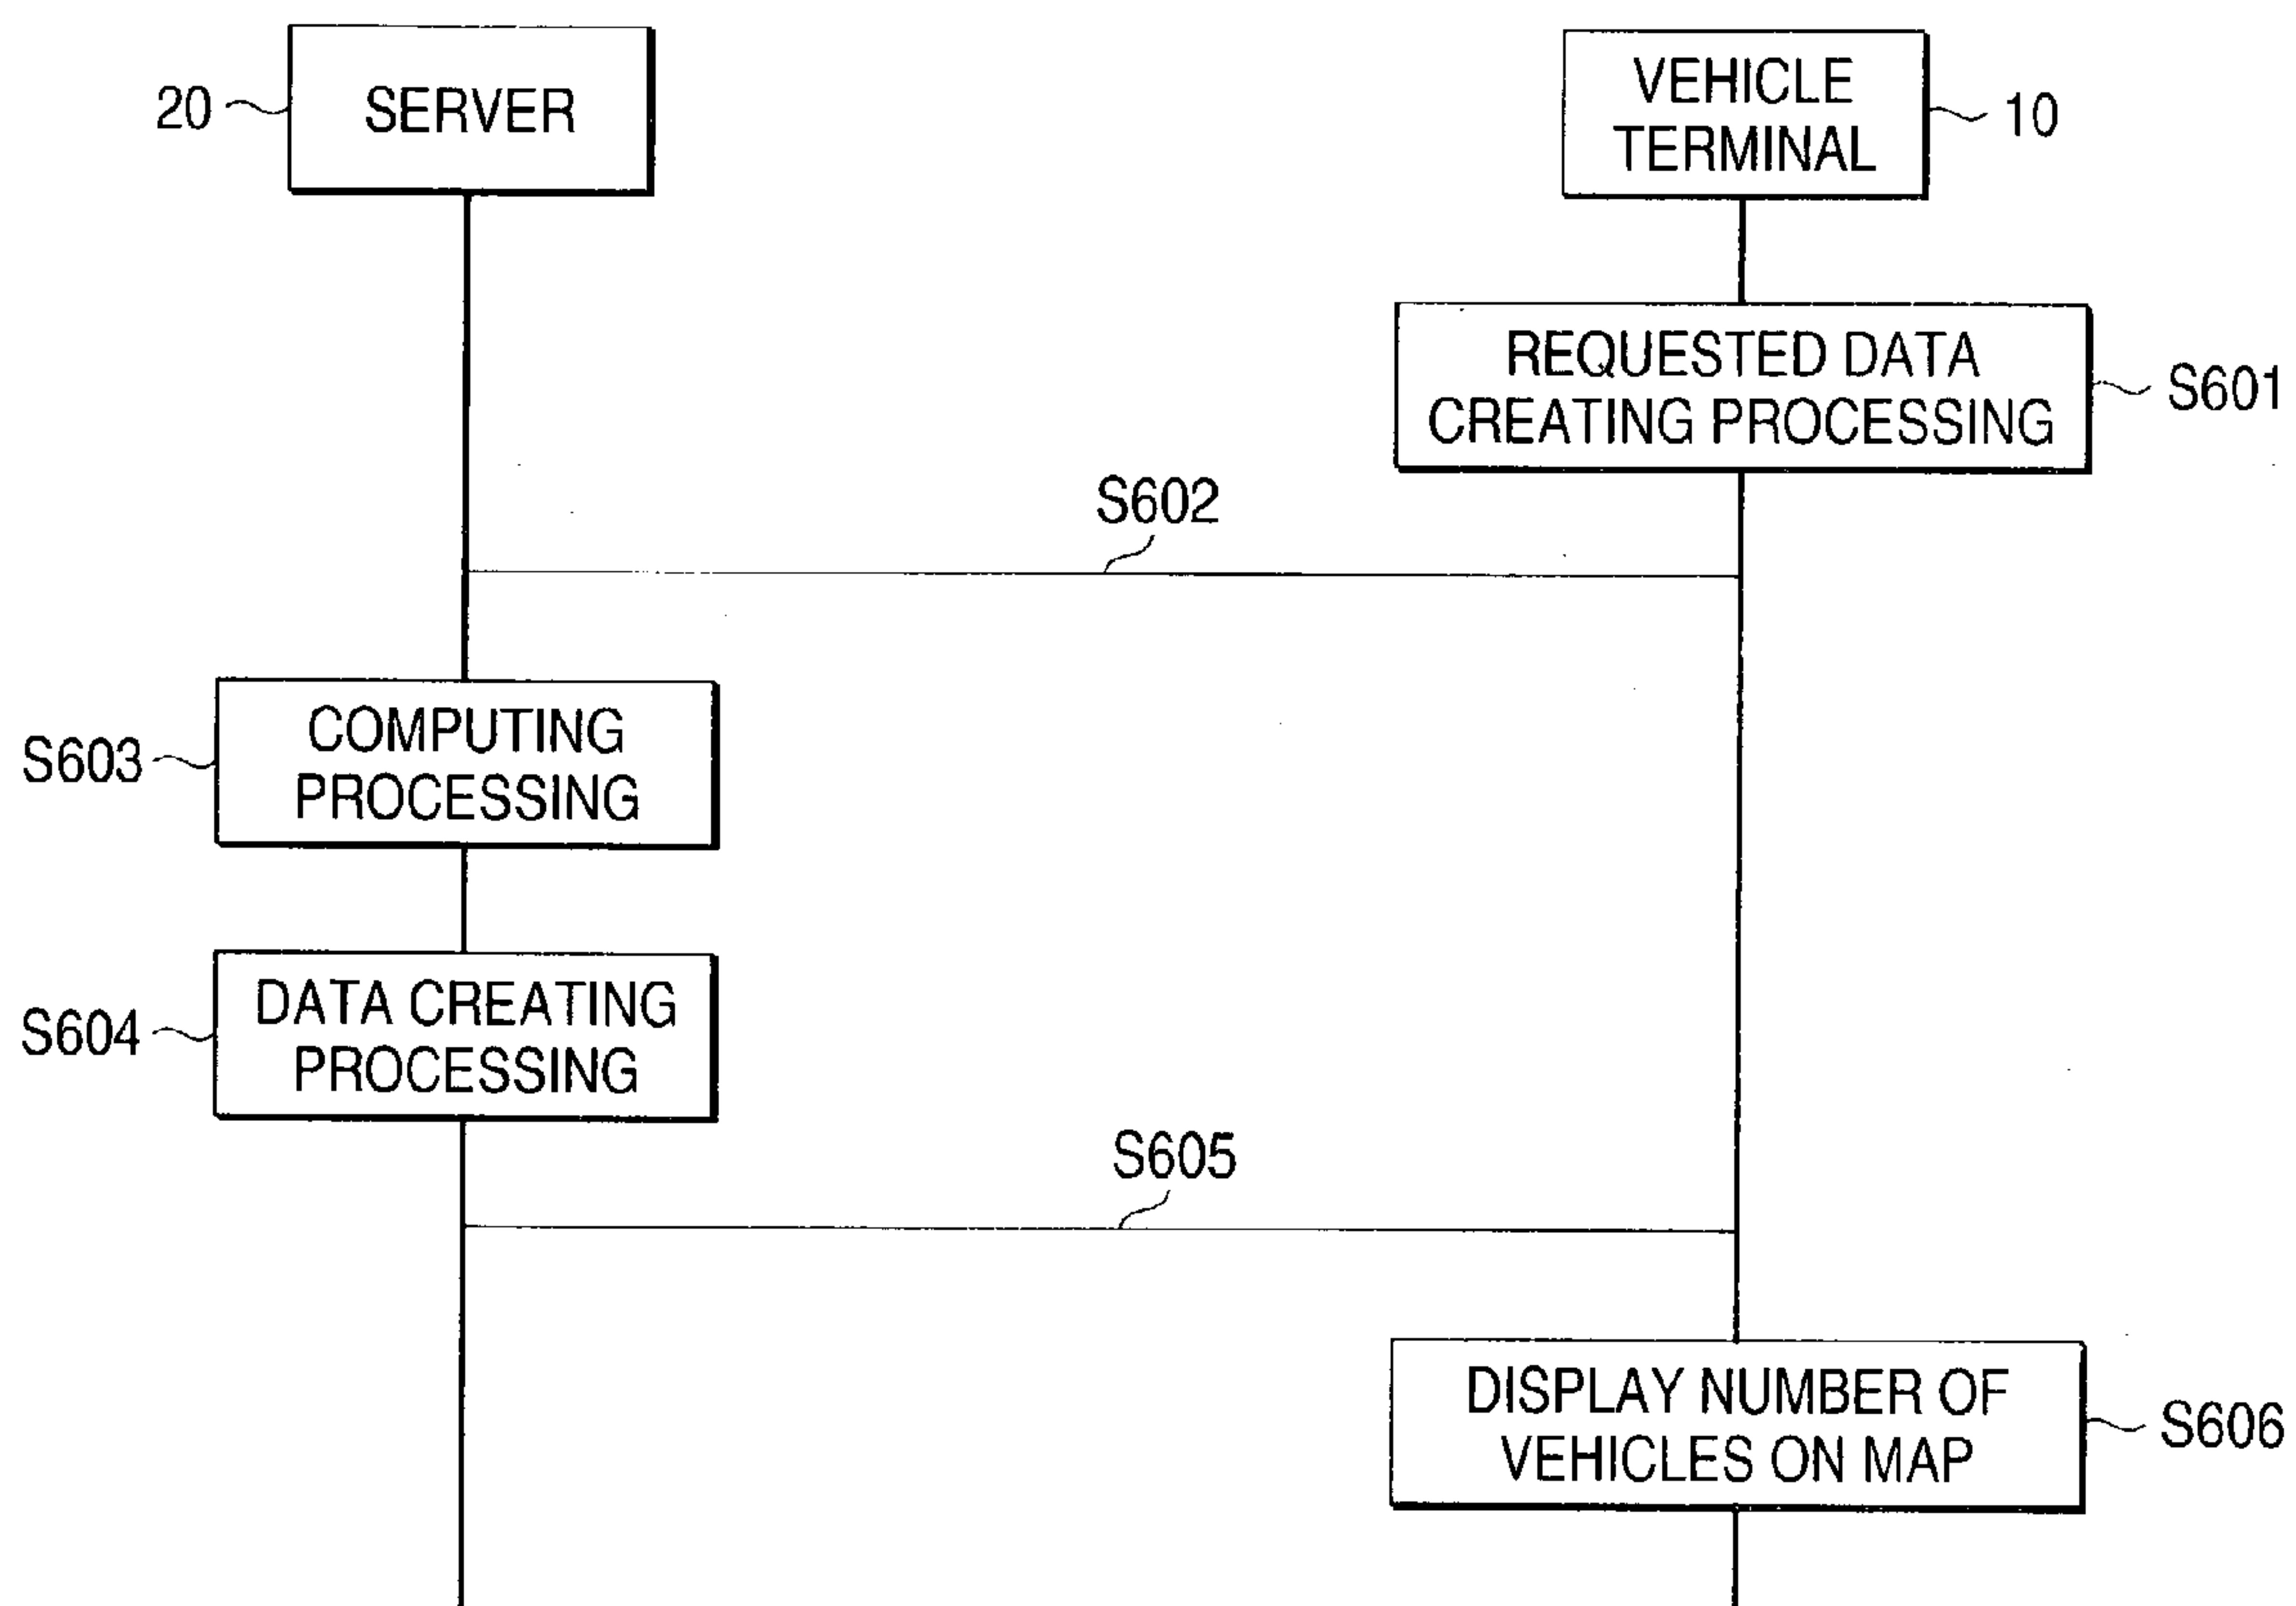 20
SERVER
VEHICLE
TERMINAL
10
REQUESTED DATA
CREATING PROCESSING
S601
S602
COMPUTING
PROCESSING
S603
DATA CREATING
PROCESSING
S604
S605
DISPLAY NUMBER OF
VEHICLES ON MAP
S606